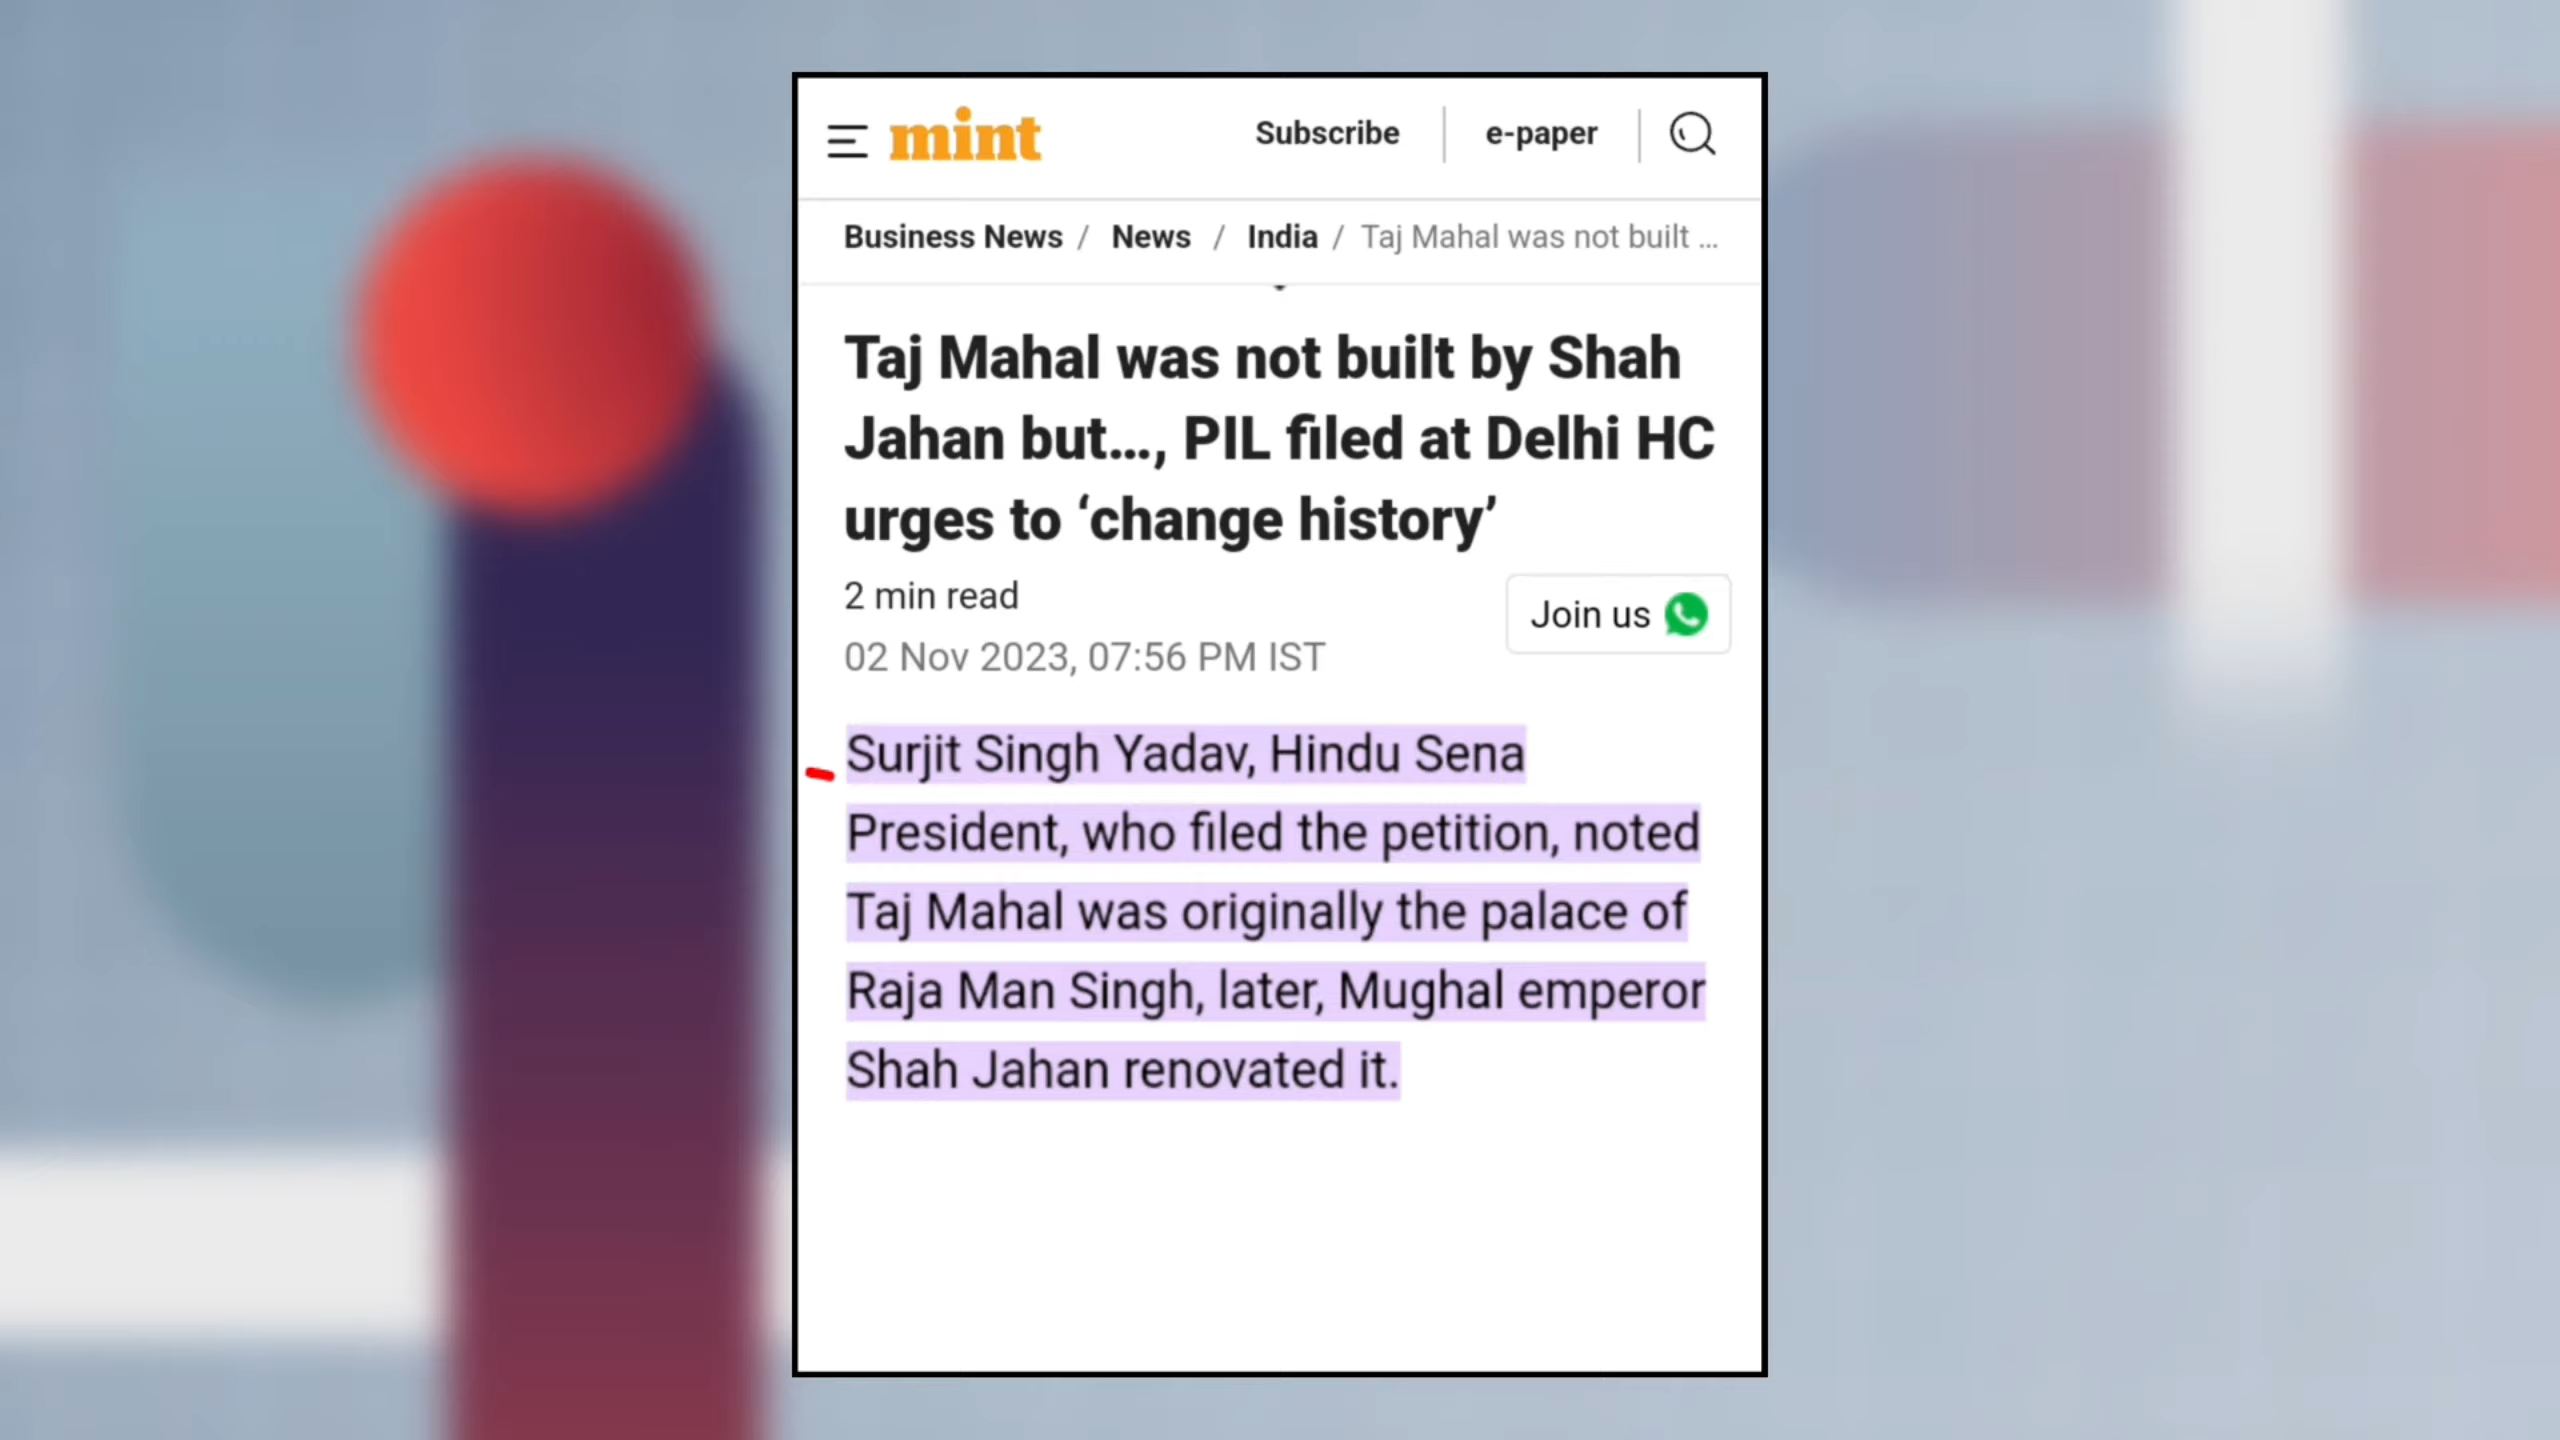 mint
Subscribe
e-paper
Business News / News / India / Taj Mahal was not built ...
Taj Mahal was not built by Shah
Jahan but..., PIL filed at Delhi HC
urges to ‘change history’
2 min read
Join us
02 Nov 2023, 07:56 PM IST
Surjit Singh Yadav, Hindu Sena
President, who filed the petition, noted
Taj Mahal was originally the palace of
Raja Man Singh, later, Mughal emperor
Shah Jahan renovated it.